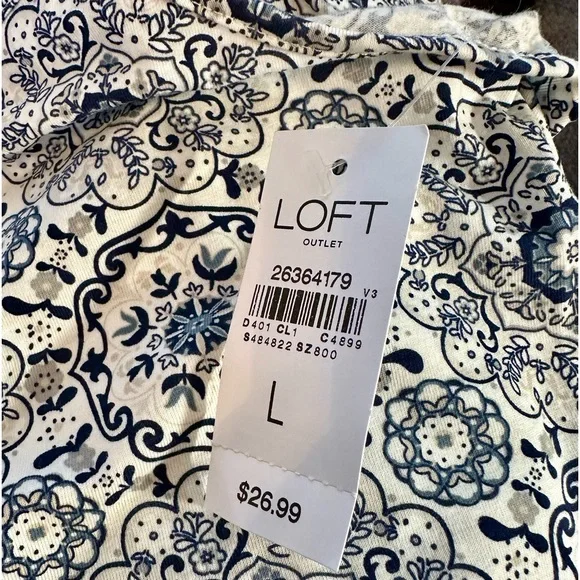 LOFT
OUTLET
26364179
V3
D401 CL1 C4899
S484822 SZ800
L
$26.99